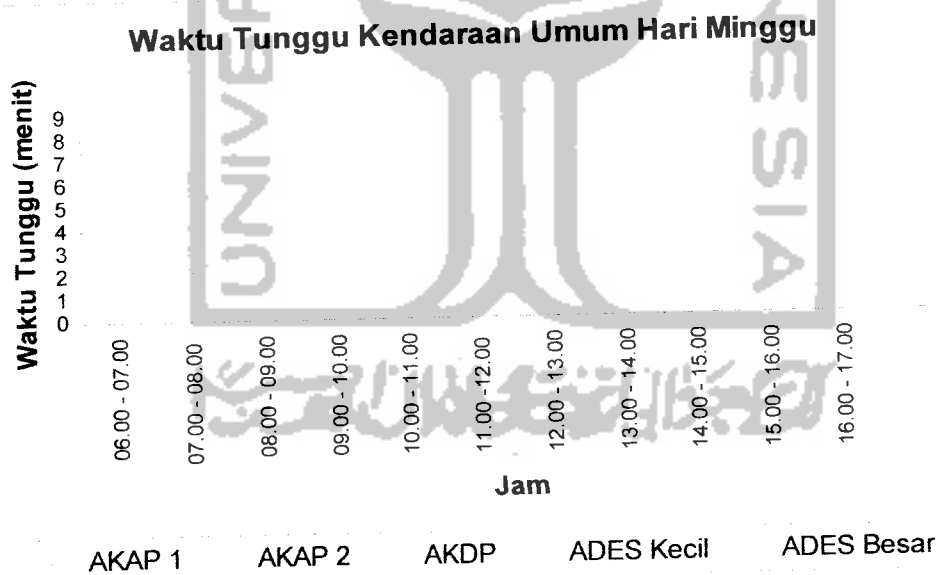 Waktu Tunggu Kendaraan Umum Hari Minggu
Waktu Tunggu (menit)
9
8
7
6
5
4
3
2
1
0
06.00 - 07.00
07.00 - 08.00
08.00 - 09.00
09.00 - 10.00
10.00 - 11.00
11.00 -12.00
12.00 - 13.00
13.00 - 14.00
14.00 - 15.00
15.00 - 16.00
16.00 - 17.00
Jam
AKAP 1 AKAP 2 AKDP ADES Kecil ADES Besar